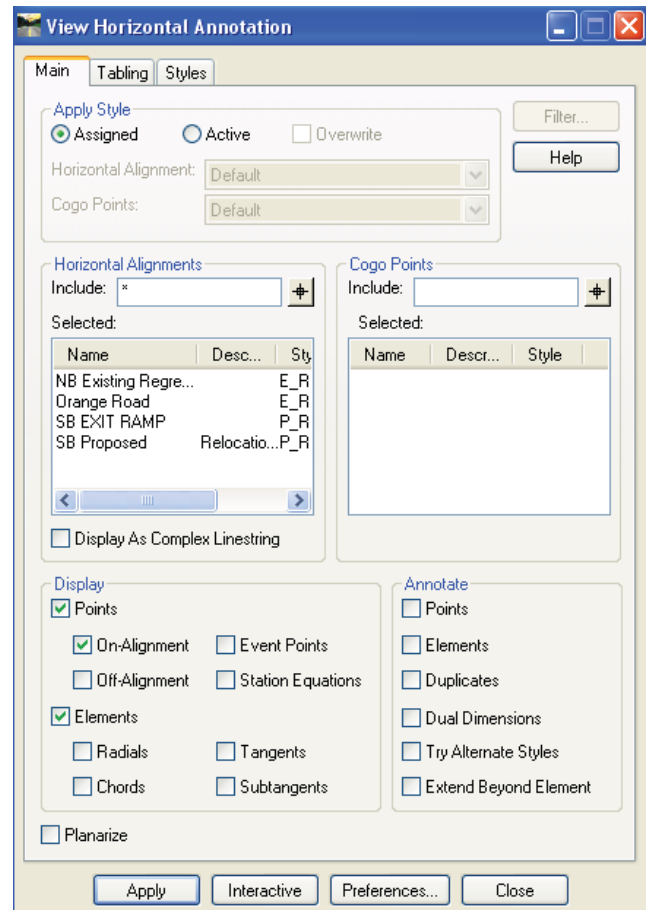 View Horizontal Annotation
Main Tabling Styles
Apply Style
Assigned Active Overwrite
Filter...
Horizontal Alignment: Default
Help
Cogo Points: Default
Horizontal Alignments
Include: *
Selected:
Name Desc... Sty
NB Existing Regre... E_R
Orange Road E_R
SB EXIT RAMP P_R
SB Proposed Relocatio... P_R
Display As Complex Linestring
Cogo Points
Include:
Selected:
Name Descr... Style
Display
Points
On-Alignment Event Points
Off-Alignment Station Equations
Elements
Radials Tangents
Chords Subtangents
Annotate
Points
Elements
Duplicates
Dual Dimensions
Try Alternate Styles
Extend Beyond Element
Planarize
Apply Interactive Preferences... Close